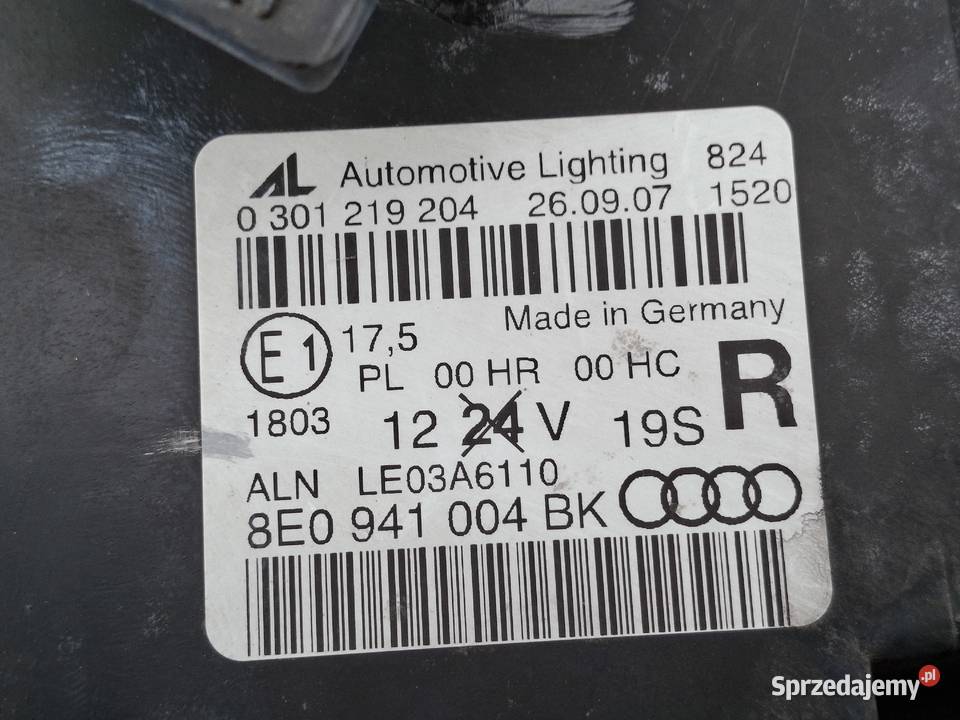 AL Automotive Lighting 824
0 301 219 204 26.09.07 1520
Made in Germany
E1 17,5
PL 00 HR 00 HC R
1803 12 24 V 19S
ALN LE03A6110
8E0 941 004 BK
Sprzedajemy.pl